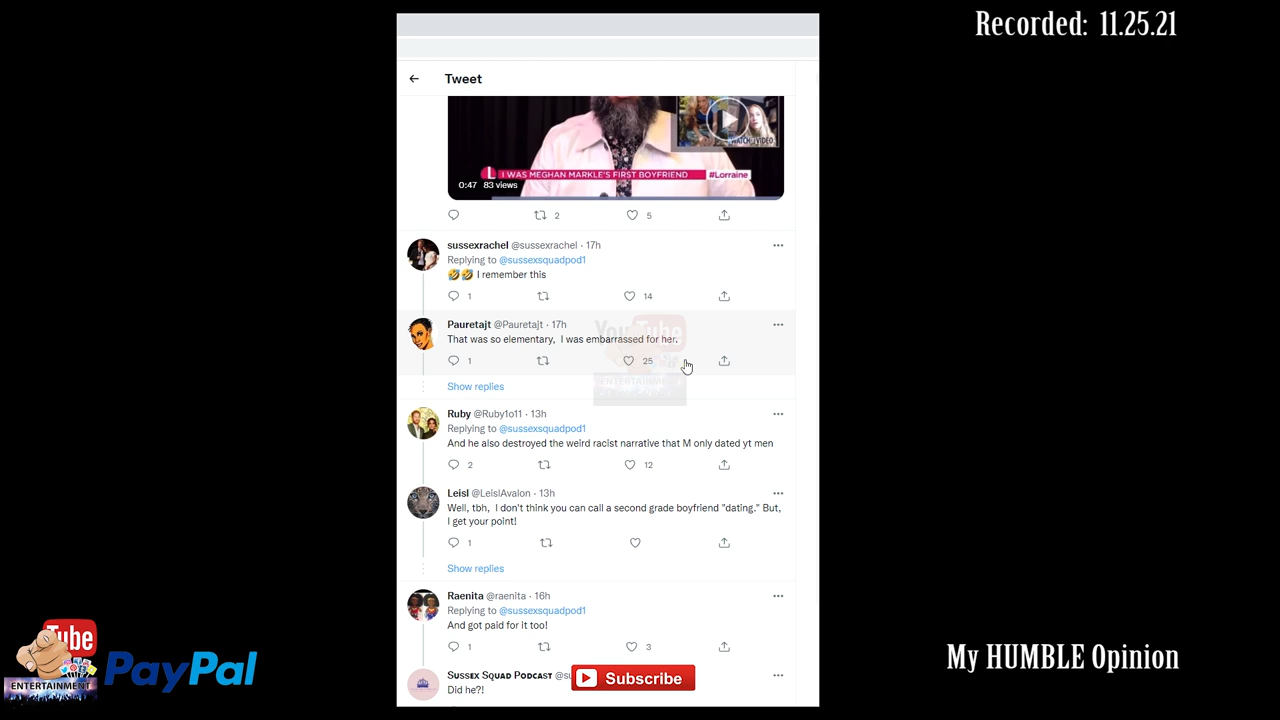 Recorded: 11.25.21
Tweet
WATCH VIDEO
I WAS MEGHAN MARKLE'S FIRST BOYFRIEND
#Lorraine
0:47 83 views
2 5
sussexrachel @sussexrachel · 17h
Replying to @sussexsquadpod1
🤣🤣 I remember this
1 14
Pauretajt @Pauretajt · 17h
That was so elementary, I was embarrassed for her.
1 25
YouTube
ENTERTAINMENT
Show replies
Ruby @Ruby1o11 · 13h
Replying to @sussexsquadpod1
And he also destroyed the weird racist narrative that M only dated yt men
2 12
Leisl @LeislAvalon · 13h
Well, tbh, I don't think you can call a second grade boyfriend "dating." But,
I get your point!
1
Show replies
Raenita @raenita · 16h
Replying to @sussexsquadpod1
And got paid for it too!
1 3
Sussex Squad Podcast @su
Did he?!
Subscribe
Tube
ENTERTAINMENT
PayPal
My HUMBLE Opinion